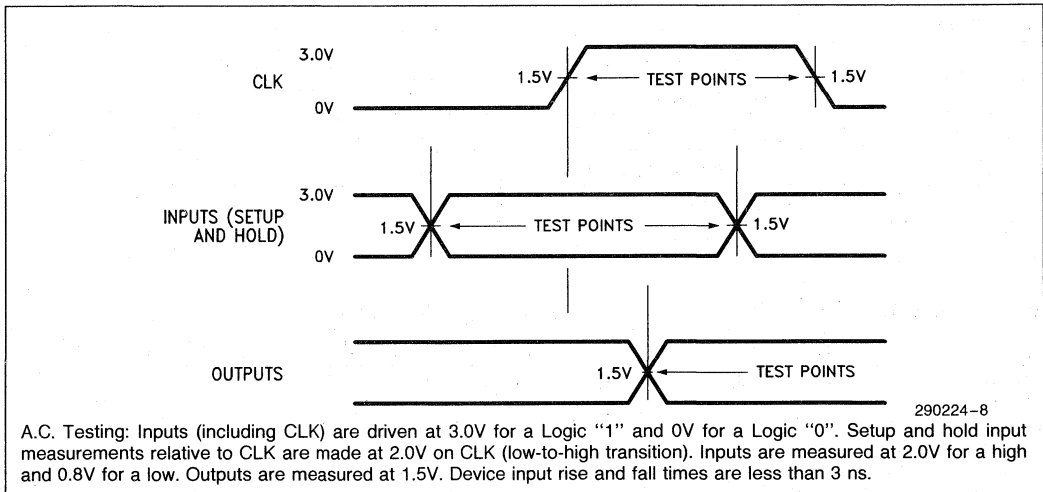 3.0V
CLK
1.5V
TEST POINTS
1.5V
0V
3.0V
INPUTS (SETUP
AND HOLD)
1.5V
TEST POINTS
1.5V
0V
OUTPUTS
1.5V
TEST POINTS
290224-8
A.C. Testing: Inputs (including CLK) are driven at 3.0V for a Logic "1" and 0V for a Logic "0". Setup and hold input
measurements relative to CLK are made at 2.0V on CLK (low-to-high transition). Inputs are measured at 2.0V for a high
and 0.8V for a low. Outputs are measured at 1.5V. Device input rise and fall times are less than 3 ns.